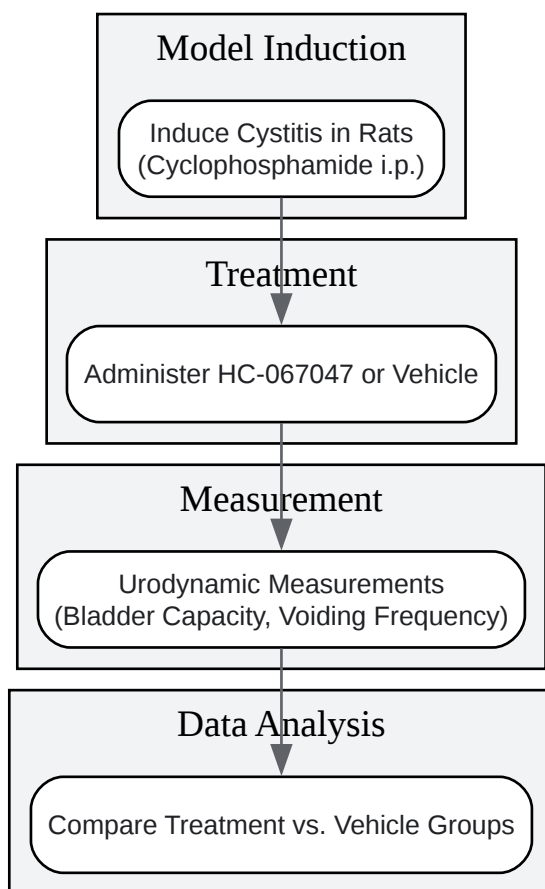 Model Induction
Induce Cystitis in Rats
(Cyclophosphamide i.p.)
Treatment
Administer HC-067047 or Vehicle
Measurement
Urodynamic Measurements
(Bladder Capacity, Voiding Frequency)
Data Analysis
Compare Treatment vs. Vehicle Groups